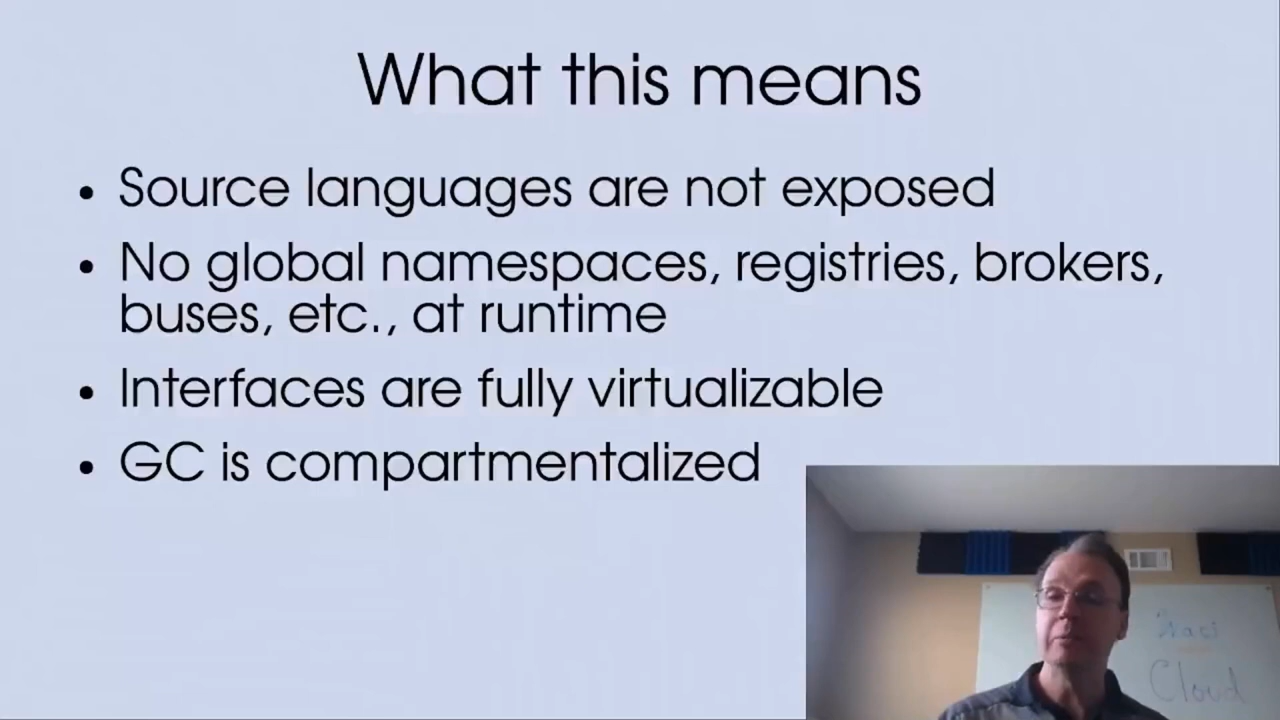 What this means
• Source languages are not exposed
• No global namespaces, registries, brokers,
buses, etc., at runtime
• Interfaces are fully virtualizable
• GC is compartmentalized
Cloud